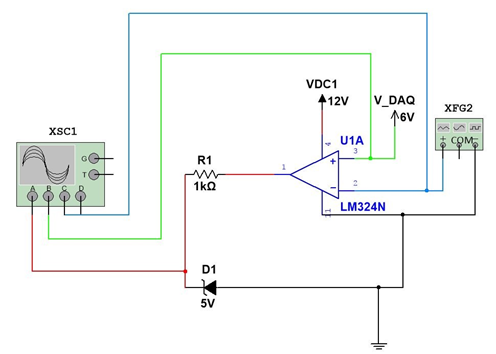 VDC1
12V
V_DAQ
6V
XFG2
COM
XSC1
G
T
A B C D
U1A
4
3
+
1
R1
1kΩ
2
−
11
LM324N
+ −
D1
5V